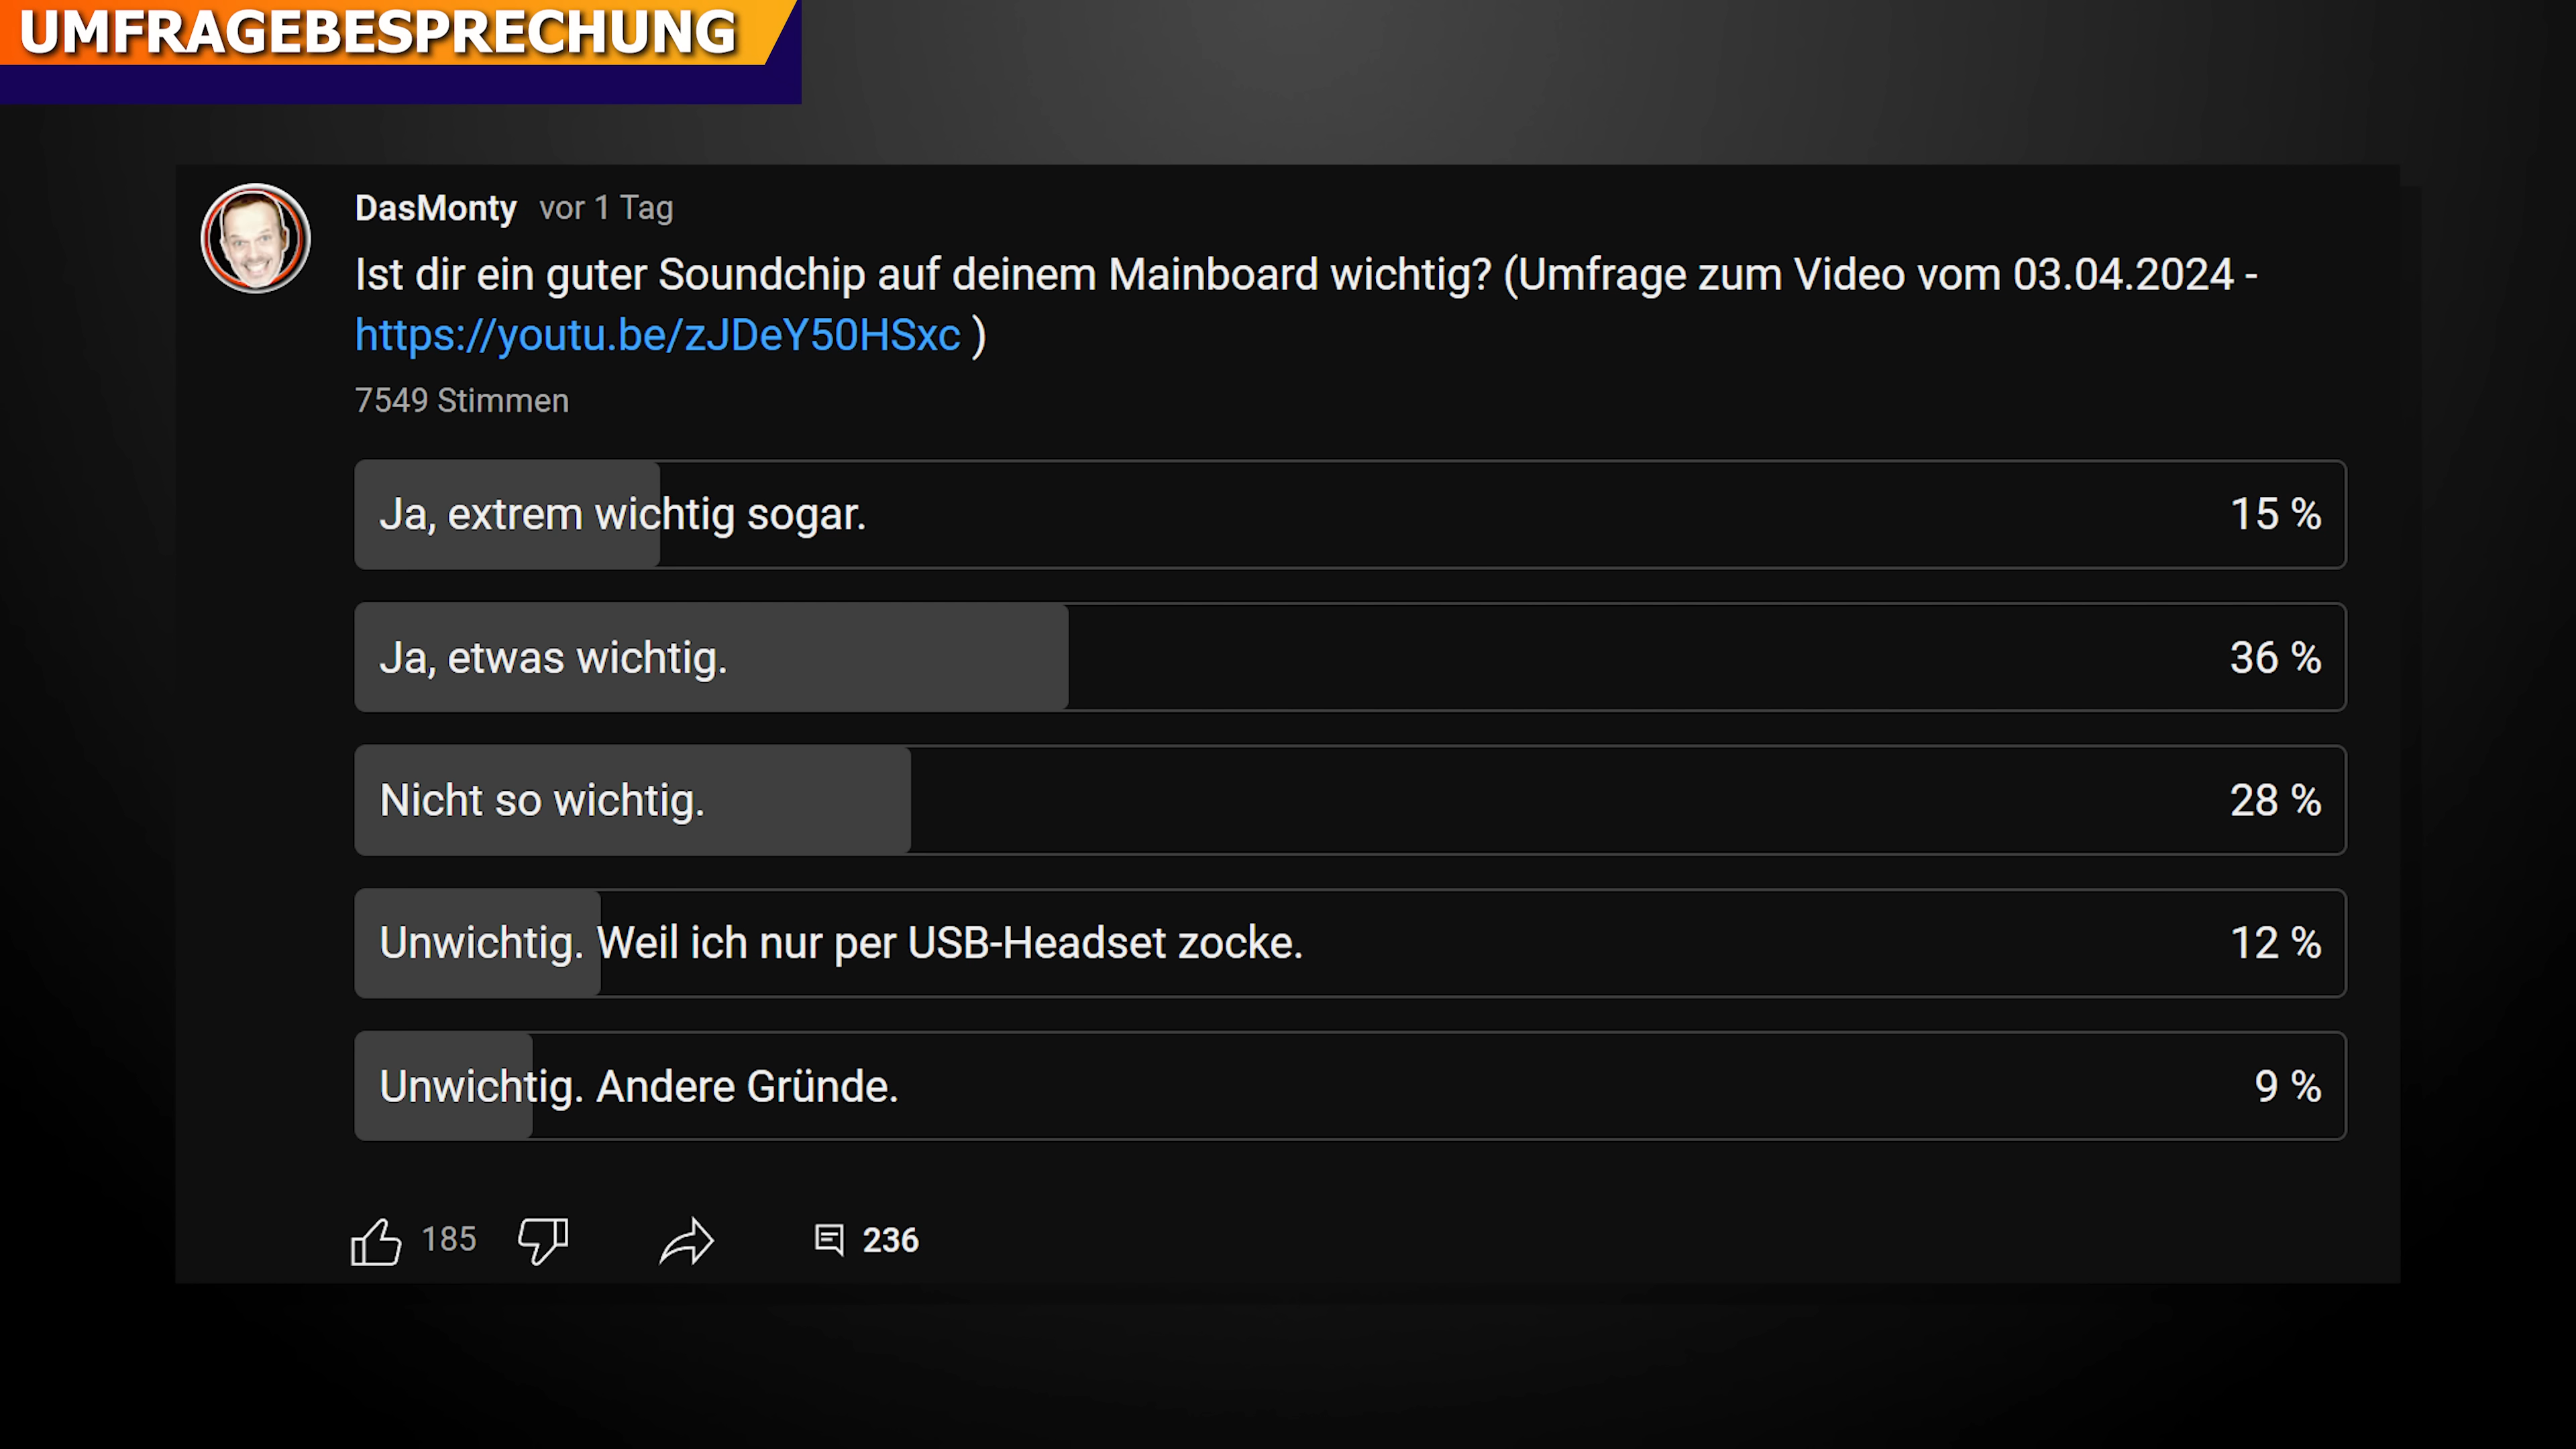 UMFRAGEBESPRECHUNG
DasMonty vor 1 Tag
Ist dir ein guter Soundchip auf deinem Mainboard wichtig? (Umfrage zum Video vom 03.04.2024 -
https://youtu.be/zJDeY50HSxc )
7549 Stimmen
Ja, extrem wichtig sogar. 15 %
Ja, etwas wichtig. 36 %
Nicht so wichtig. 28 %
Unwichtig. Weil ich nur per USB-Headset zocke. 12 %
Unwichtig. Andere Gründe. 9 %
185 236